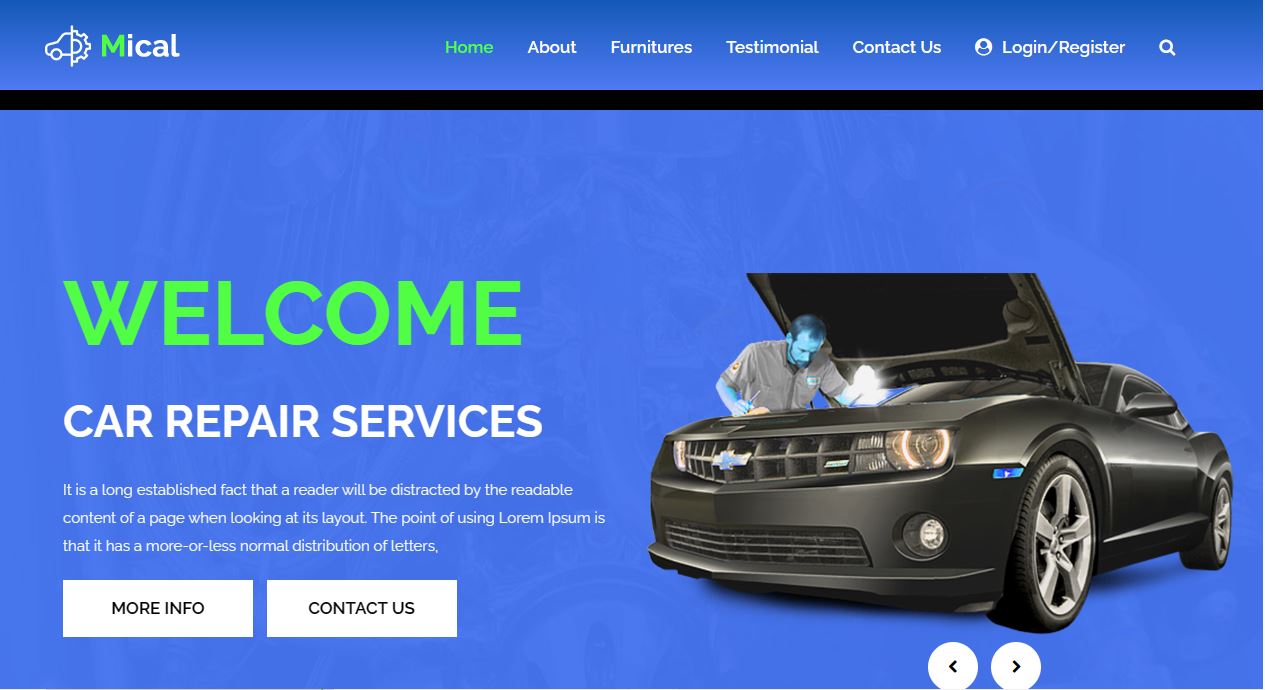 Mical
Home About Furnitures Testimonial Contact Us Login/Register
WELCOME
CAR REPAIR SERVICES
It is a long established fact that a reader will be distracted by the readable
content of a page when looking at its layout. The point of using Lorem Ipsum is
that it has a more-or-less normal distribution of letters,
MORE INFO CONTACT US